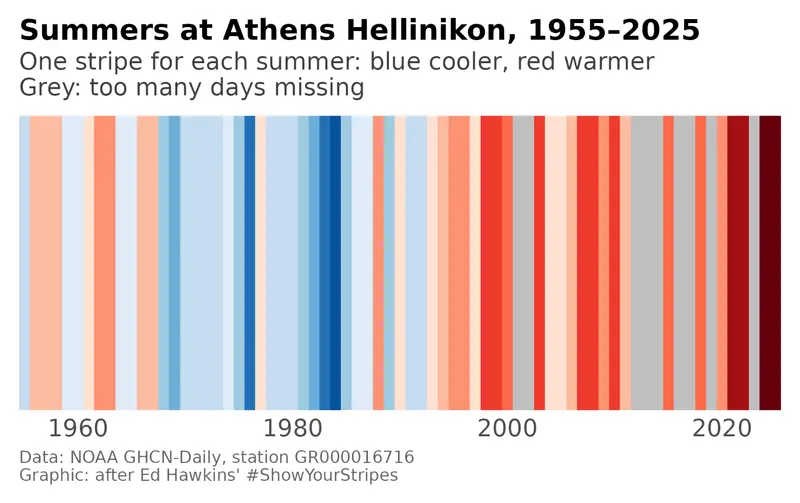 Summers at Athens Hellinikon, 1955–2025
One stripe for each summer: blue cooler, red warmer
Grey: too many days missing
1960 1980 2000 2020
Data: NOAA GHCN-Daily, station GR000016716
Graphic: after Ed Hawkins' #ShowYourStripes